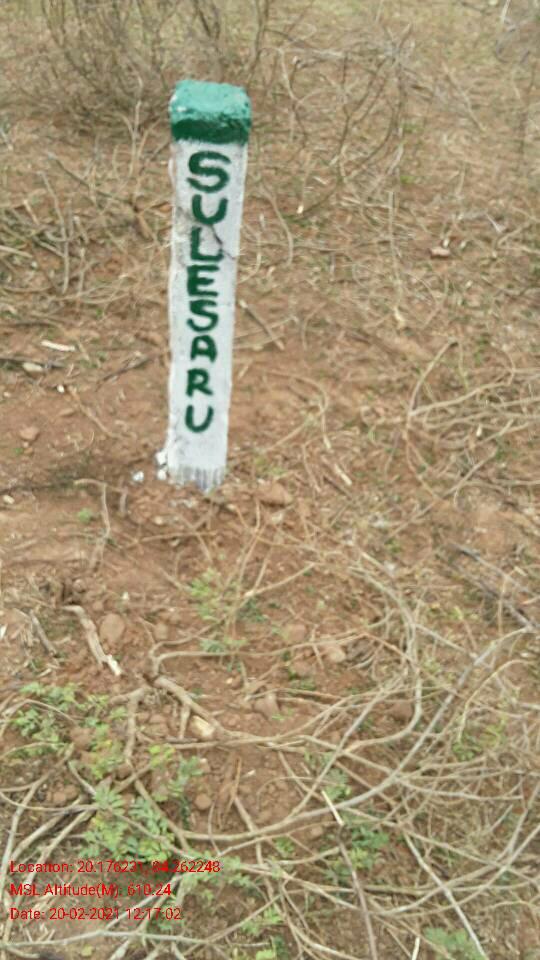 SULESARU
Location: 20.176231, 84.262248
MSL Altitude(M): 610.24
Date: 20-02-2021 12:17:02